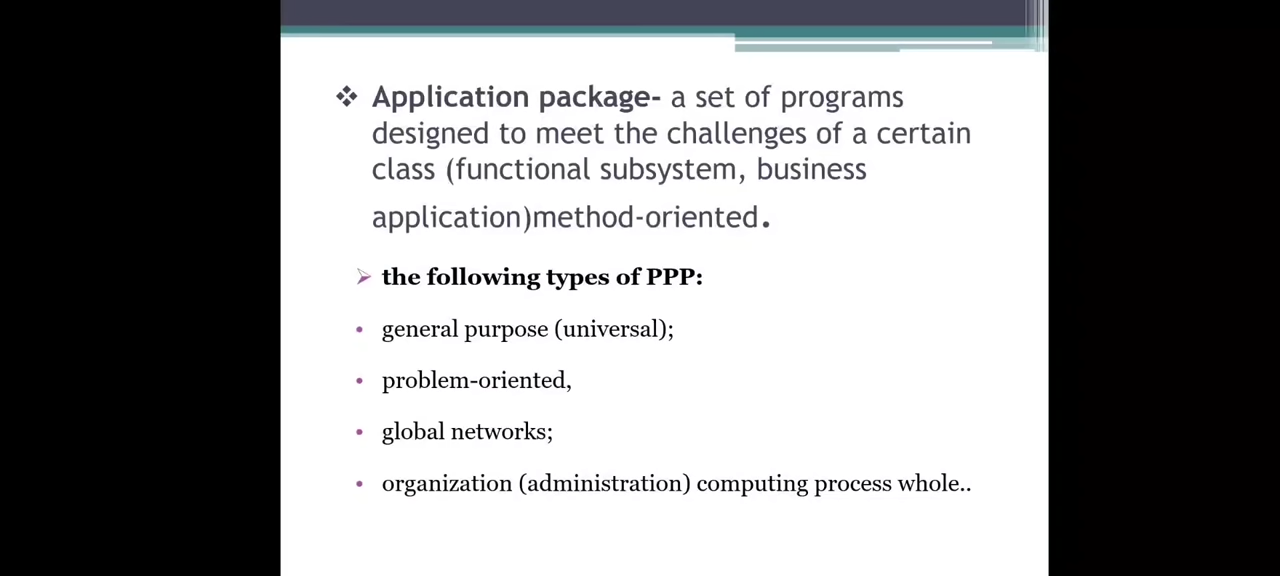 Application package- a set of programs
designed to meet the challenges of a certain
class (functional subsystem, business
application)method-oriented.
the following types of PPP:
general purpose (universal);
problem-oriented,
global networks;
organization (administration) computing process whole..